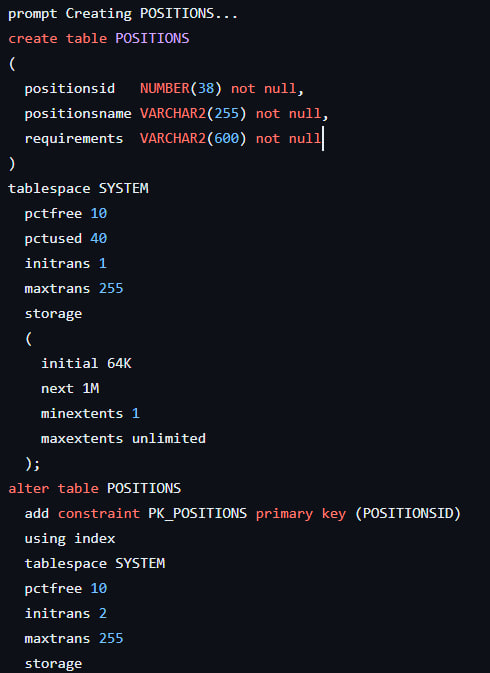 prompt Creating POSITIONS...
create table POSITIONS
(
  positionsid   NUMBER(38) not null,
  positionsname VARCHAR2(255) not null,
  requirements  VARCHAR2(600) not null
)
tablespace SYSTEM
  pctfree 10
  pctused 40
  initrans 1
  maxtrans 255
  storage
  (
    initial 64K
    next 1M
    minextents 1
    maxextents unlimited
  );
alter table POSITIONS
  add constraint PK_POSITIONS primary key (POSITIONSID)
  using index
  tablespace SYSTEM
  pctfree 10
  initrans 2
  maxtrans 255
  storage